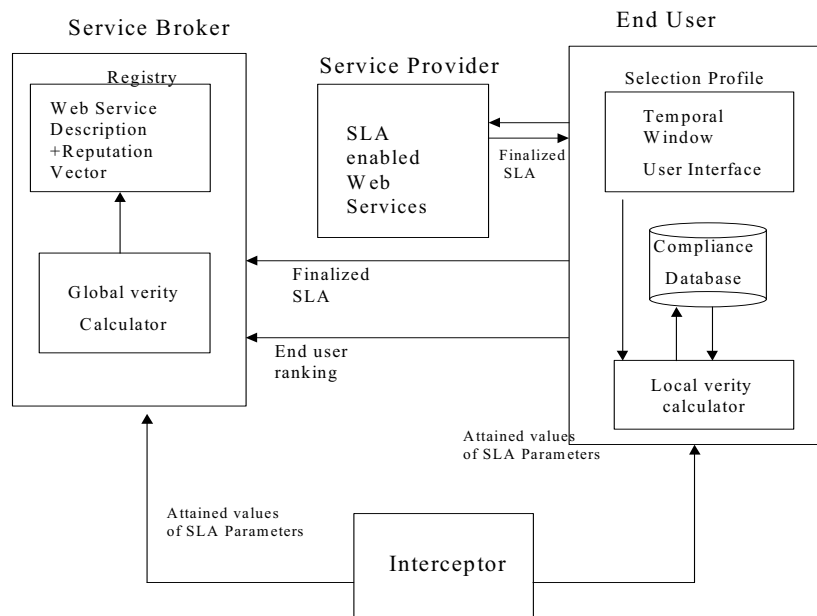 Service Broker
Registry
Web Service
Description
+Reputation
Vector
Global verity
Calculator
Service Provider
SLA
enabled
Web
Services
Finalized
SLA
Finalized
SLA
End user
ranking
End User
Selection Profile
Temporal
Window
User Interface
Compliance
Database
Local verity
calculator
Attained values
of SLA Parameters
Attained values
of SLA Parameters
Interceptor